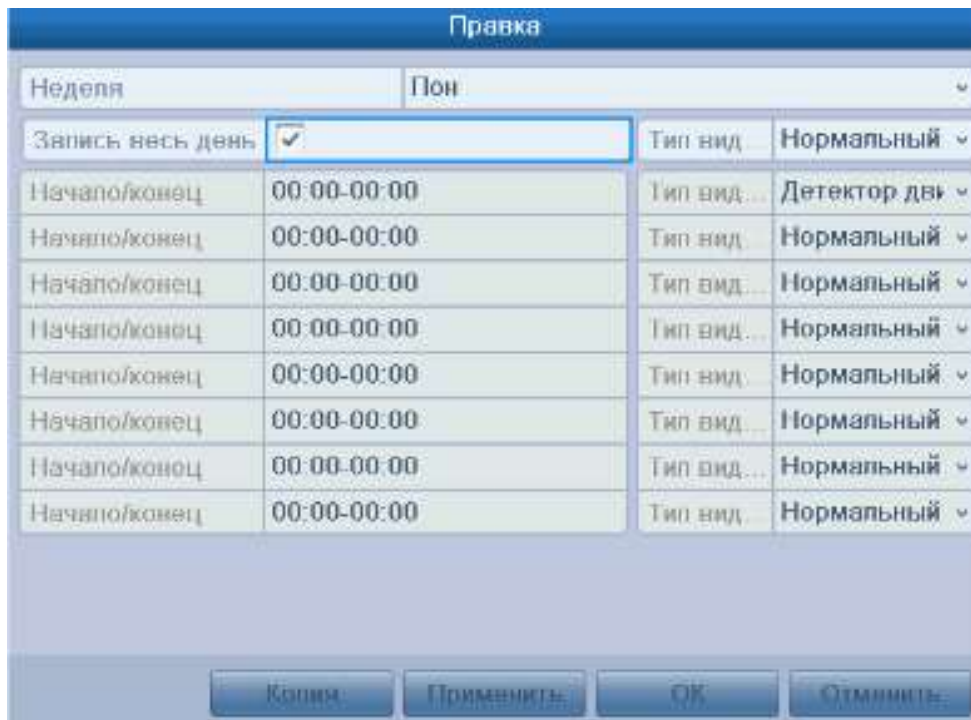 Правка
Неделя Пон
Запись весь день Тип вид... Нормальный
Начало/конец 00:00-00:00 Тип вид... Детектор дви
Начало/конец 00:00-00:00 Тип вид... Нормальный
Начало/конец 00:00-00:00 Тип вид... Нормальный
Начало/конец 00:00-00:00 Тип вид... Нормальный
Начало/конец 00:00-00:00 Тип вид... Нормальный
Начало/конец 00:00-00:00 Тип вид... Нормальный
Начало/конец 00:00-00:00 Тип вид... Нормальный
Начало/конец 00:00-00:00 Тип вид... Нормальный
Копия Применить ОК Отменить